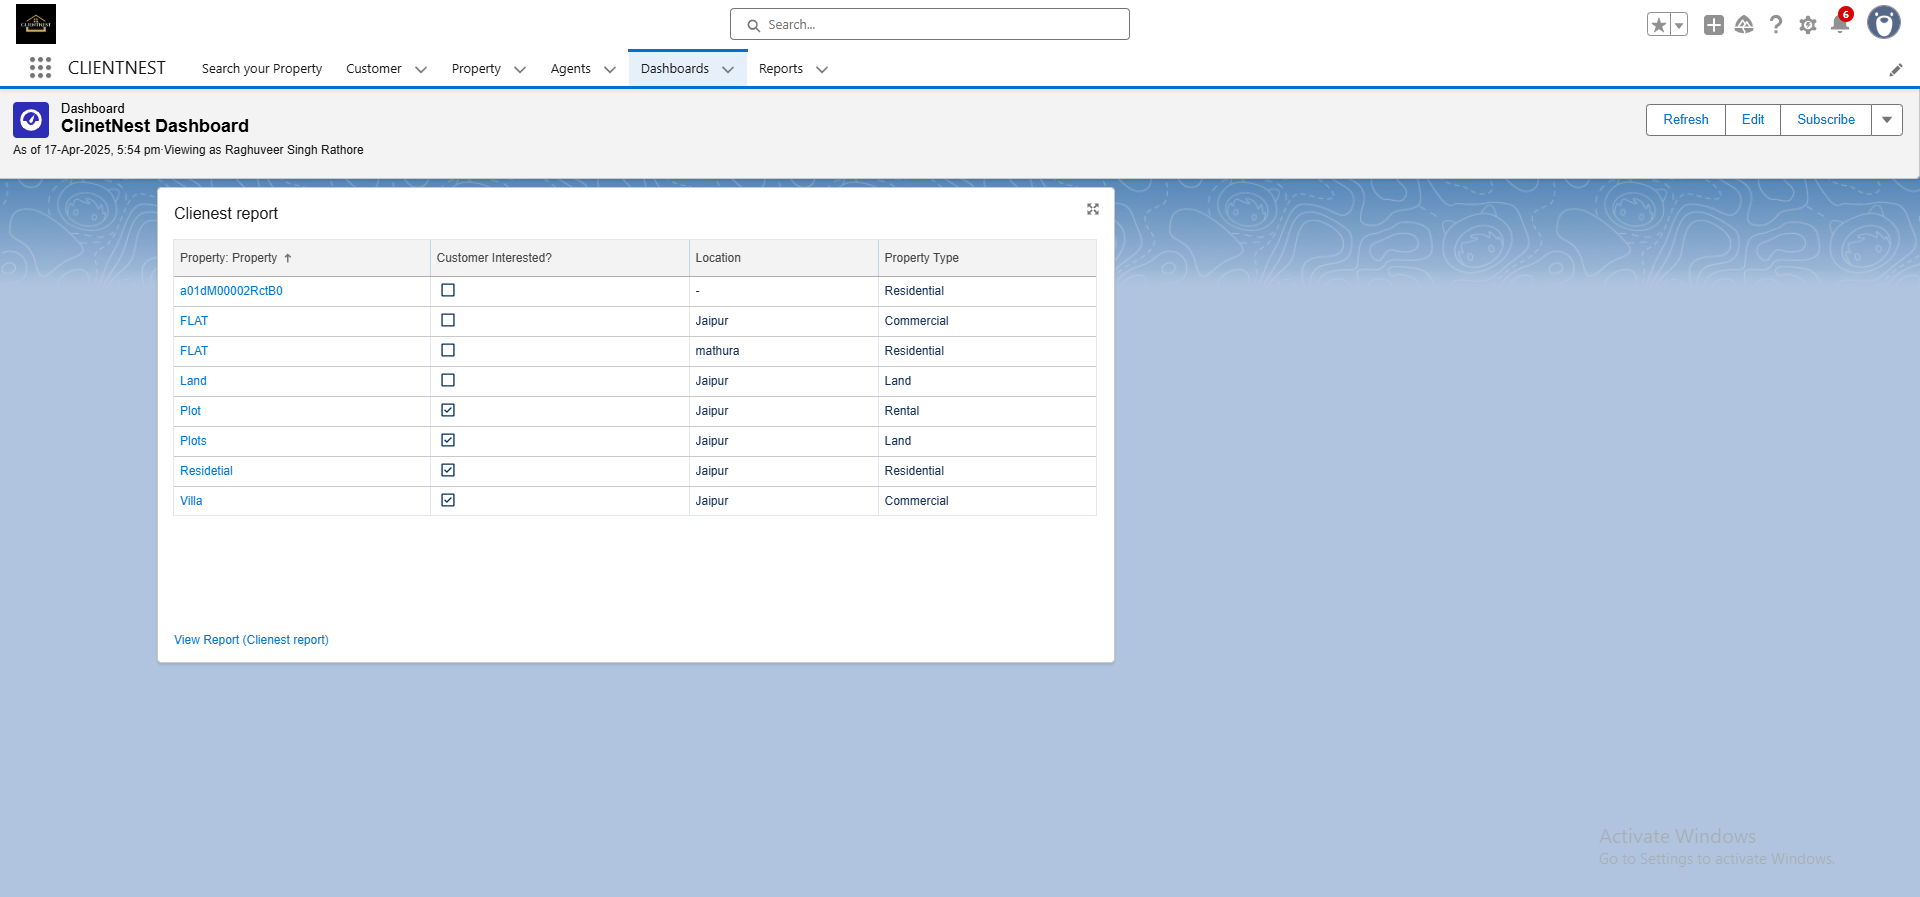 CLIENTNEST
Search...
6
CLIENTNEST
Search your Property
Customer
Property
Agents
Dashboards
Reports
Dashboard
ClinetNest Dashboard
As of 17-Apr-2025, 5:54 pm·Viewing as Raghuveer Singh Rathore
Refresh
Edit
Subscribe
Clienest report
Property: Property ↑ Customer Interested? Location Property Type
a01dM00002RctB0 - Residential
FLAT Jaipur Commercial
FLAT mathura Residential
Land Jaipur Land
Plot Jaipur Rental
Plots Jaipur Land
Residetial Jaipur Residential
Villa Jaipur Commercial
View Report (Clienest report)
Activate Windows
Go to Settings to activate Windows.